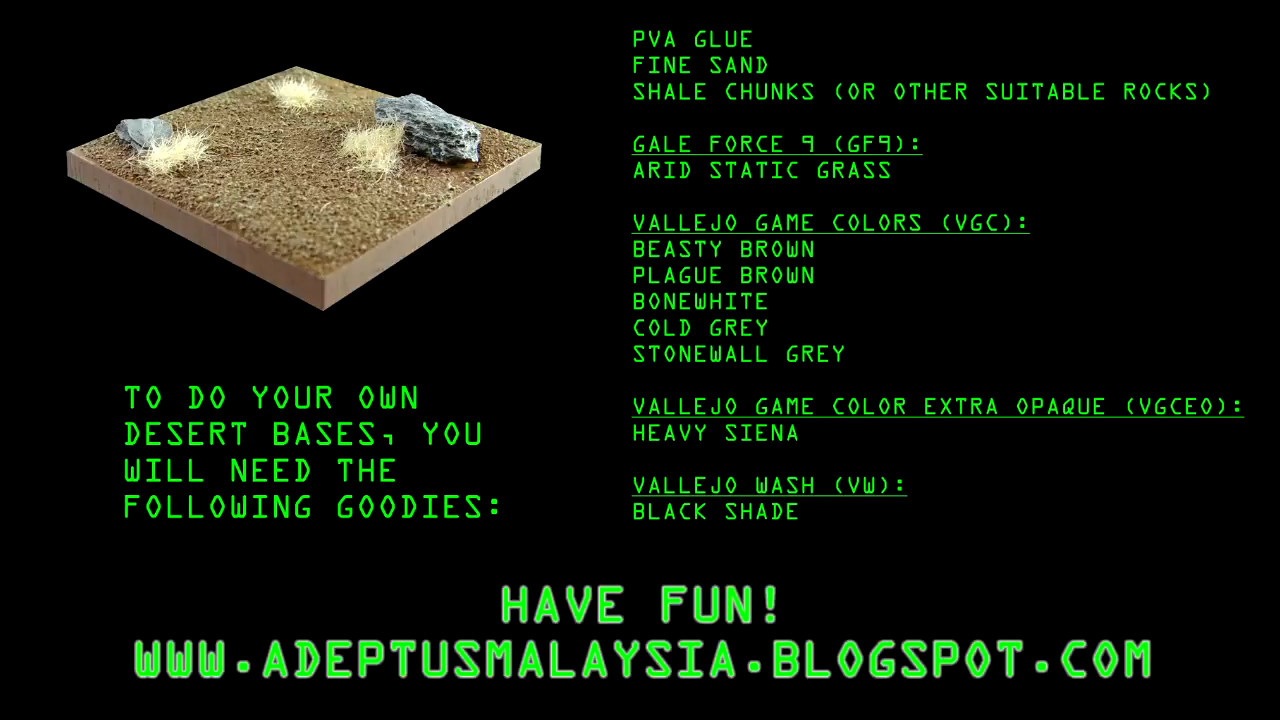 PVA GLUE
FINE SAND
SHALE CHUNKS (OR OTHER SUITABLE ROCKS)
GALE FORCE 9 (GF9):
ARID STATIC GRASS
VALLEJO GAME COLORS (VGC):
BEASTY BROWN
PLAGUE BROWN
BONEWHITE
COLD GREY
STONEWALL GREY
VALLEJO GAME COLOR EXTRA OPAQUE (VGCEO):
HEAVY SIENA
VALLEJO WASH (VW):
BLACK SHADE
TO DO YOUR OWN
DESERT BASES, YOU
WILL NEED THE
FOLLOWING GOODIES:
HAVE FUN!
WWW.ADEPTUSMALAYSIA.BLOGSPOT.COM